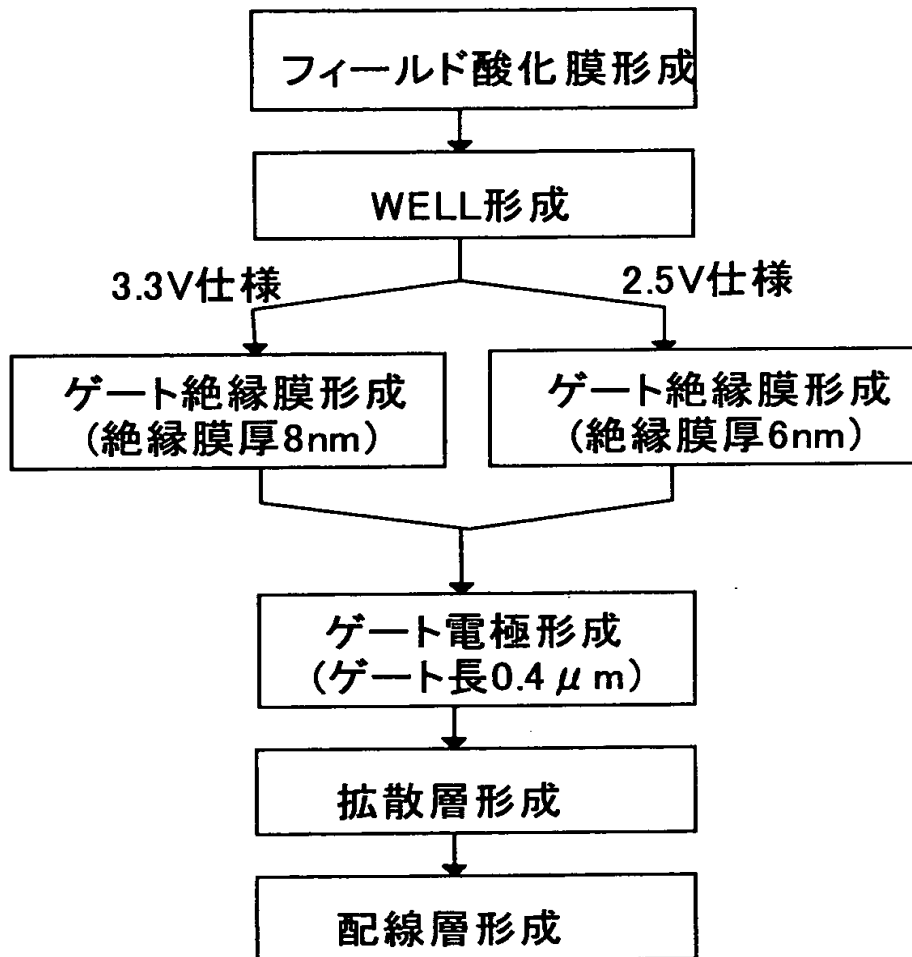 フィールド酸化膜形成
WELL形成
3.3V仕様
2.5V仕様
ゲート絶縁膜形成
(絶縁膜厚8nm)
ゲート絶縁膜形成
(絶縁膜厚6nm)
ゲート電極形成
(ゲート長0.4μm)
拡散層形成
配線層形成